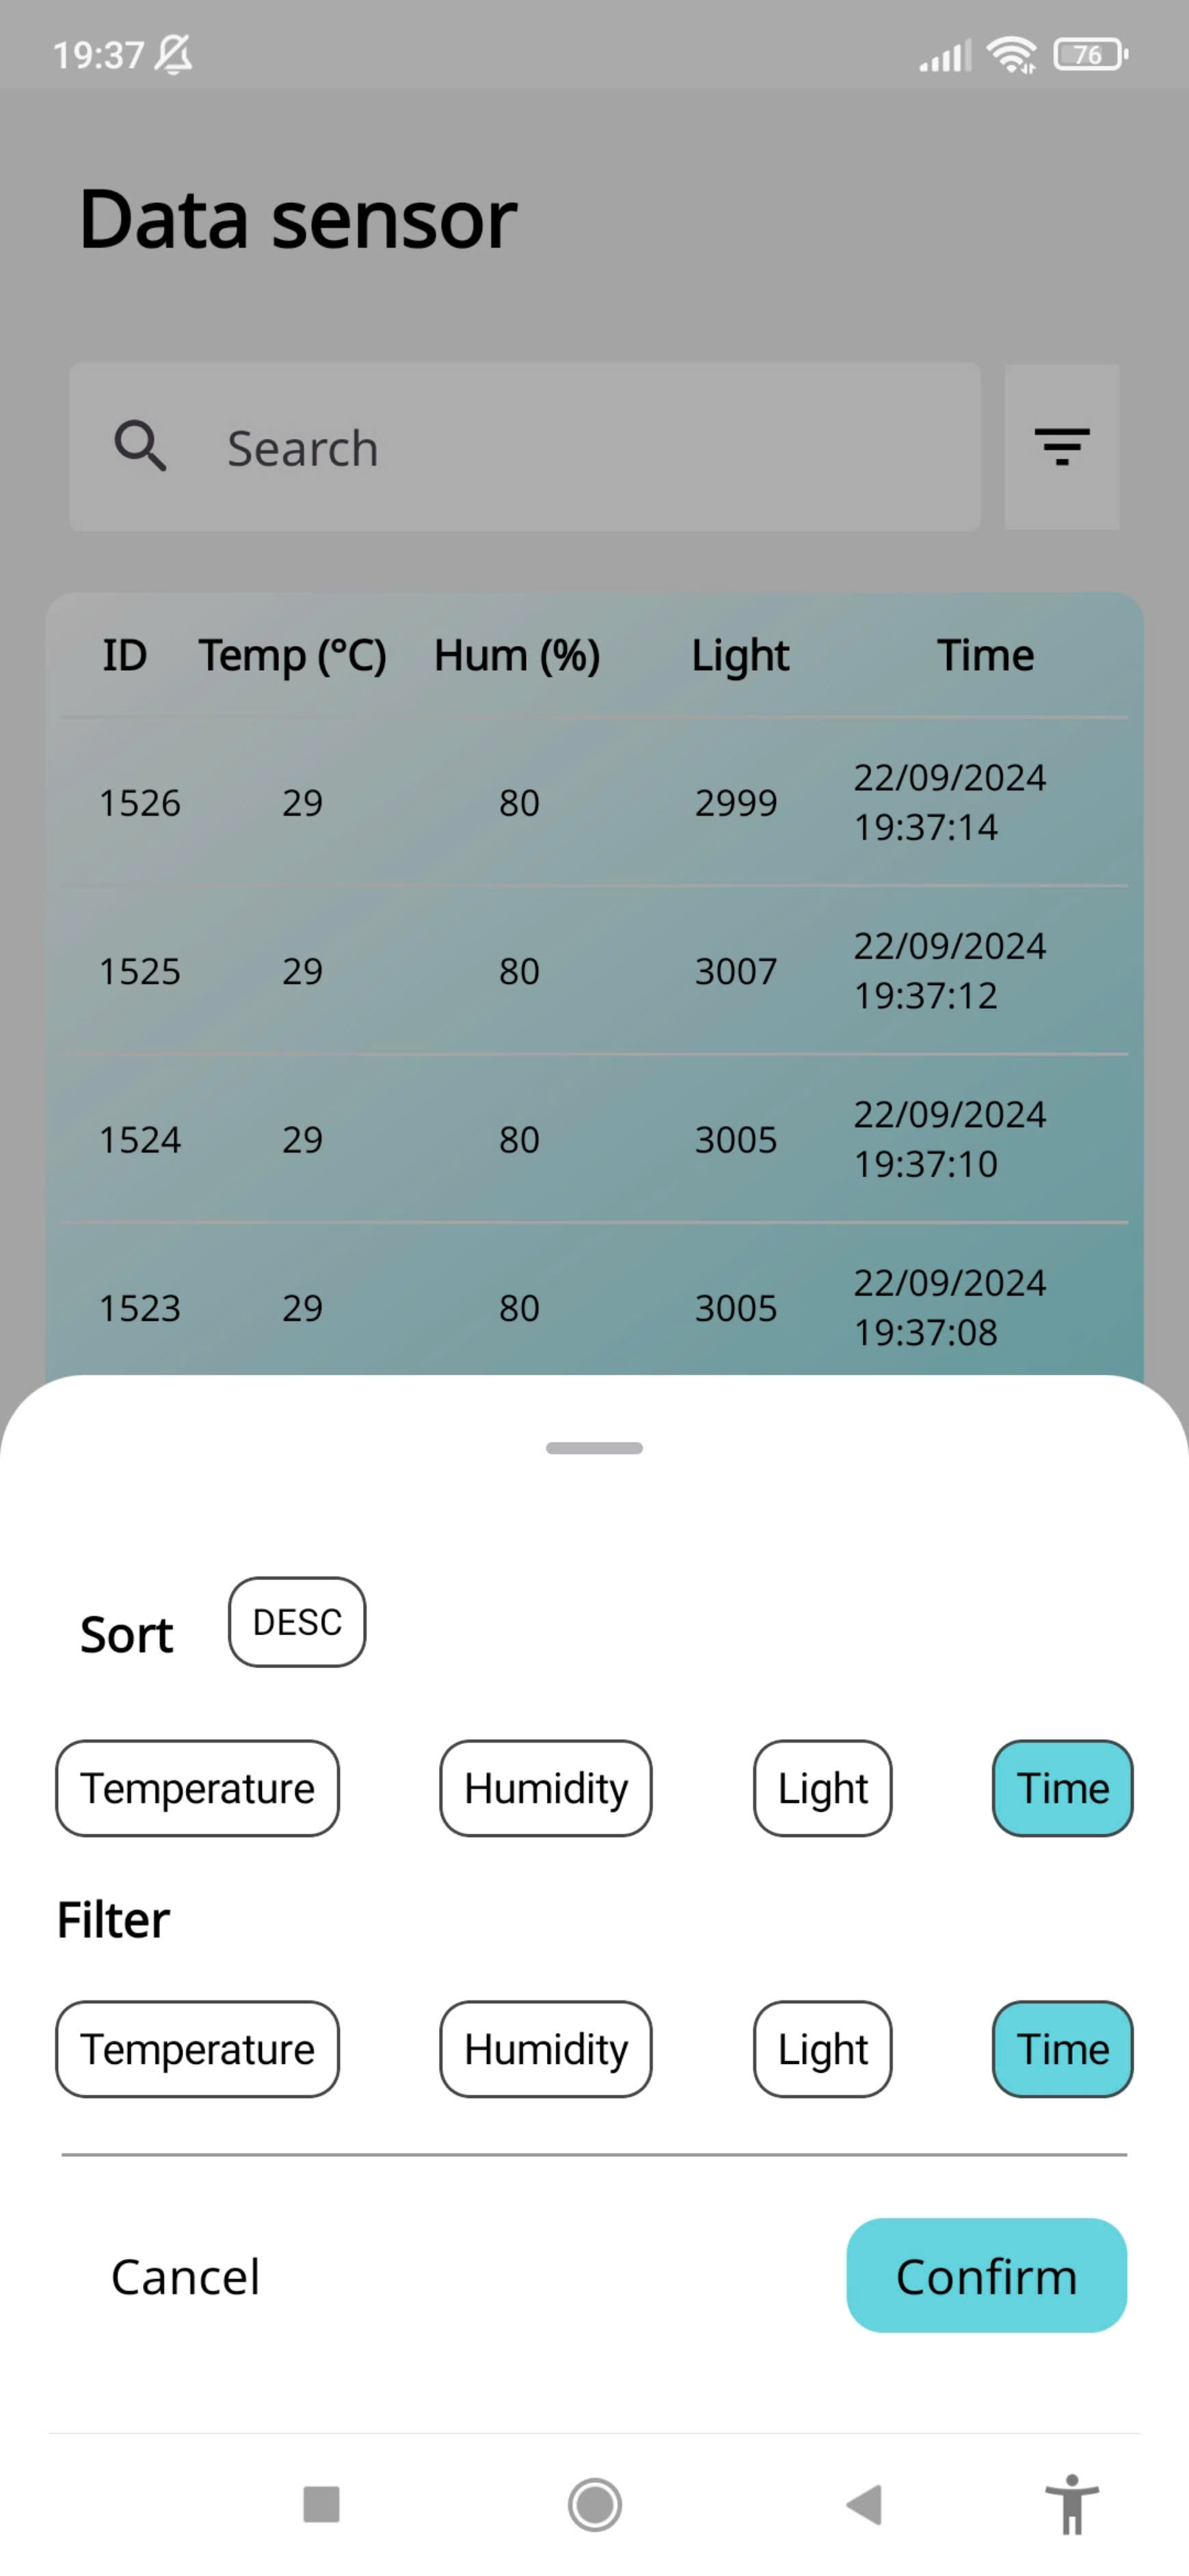 19:37 76
Data sensor
Search
ID Temp (°C) Hum (%) Light Time
1526 29 80 2999 22/09/2024
19:37:14
1525 29 80 3007 22/09/2024
19:37:12
1524 29 80 3005 22/09/2024
19:37:10
1523 29 80 3005 22/09/2024
19:37:08
Sort DESC
Temperature Humidity Light Time
Filter
Temperature Humidity Light Time
Cancel Confirm